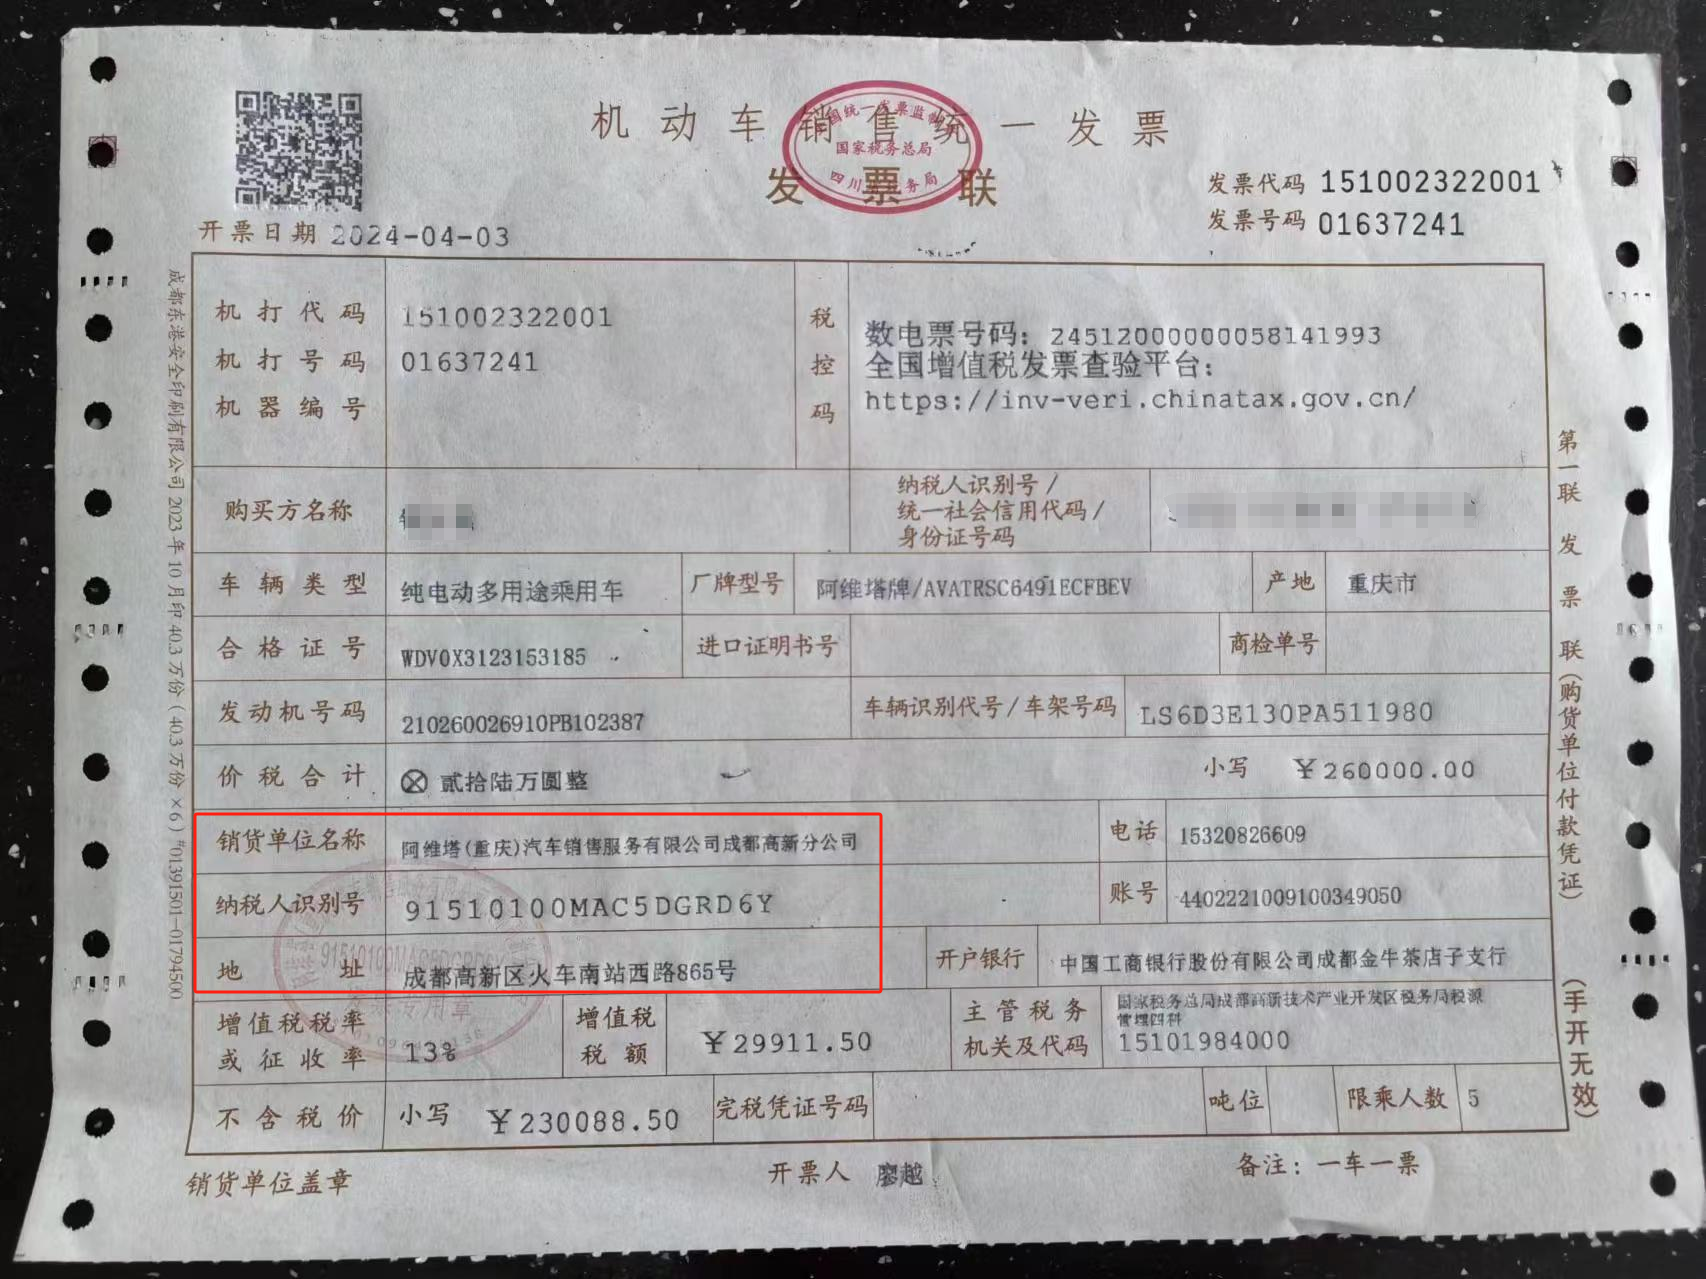 机动车销售统一发票
发票联
全国统一发票监制章
国家税务总局
四川省税务局
发票代码 151002322001
发票号码 01637241
开票日期 2024-04-03
机打代码 151002322001
机打号码 01637241
机器编号
税控码
数电票号码：24512000000058141993
全国增值税发票查验平台：
https://inv-veri.chinatax.gov.cn/
购买方名称
纳税人识别号/
统一社会信用代码/
身份证号码
车辆类型 纯电动多用途乘用车 厂牌型号 阿维塔牌/AVATRSC6491ECFBEV 产地 重庆市
合格证号 WDV0X3123153185 进口证明书号 商检单号
发动机号码 210260026910PB102387 车辆识别代号/车架号码 LS6D3E130PA511980
价税合计 ⊗ 贰拾陆万圆整 小写 ￥260000.00
销货单位名称 阿维塔(重庆)汽车销售服务有限公司成都高新分公司 电话 15320826609
纳税人识别号 91510100MAC5DGRD6Y 账号 4402221009100349050
地址 成都高新区火车南站西路865号 开户银行 中国工商银行股份有限公司成都金牛茶店子支行
91510100MAC5DGRD6Y
发票专用章
增值税税率
或征收率
13%
增值税
税额
￥29911.50
主管税务
机关及代码
国家税务总局成都高新技术产业开发区税务局税源
管理四科
15101984000
不含税价 小写 ￥230088.50 完税凭证号码 吨位 限乘人数 5
销货单位盖章 开票人 廖越 备注：一车一票
第一联 发票联（购货单位付款凭证）
（手开无效）
成都东港安全印刷有限公司 2023年10月印 40.3万份（40.3万份×6）#01391501-01794500